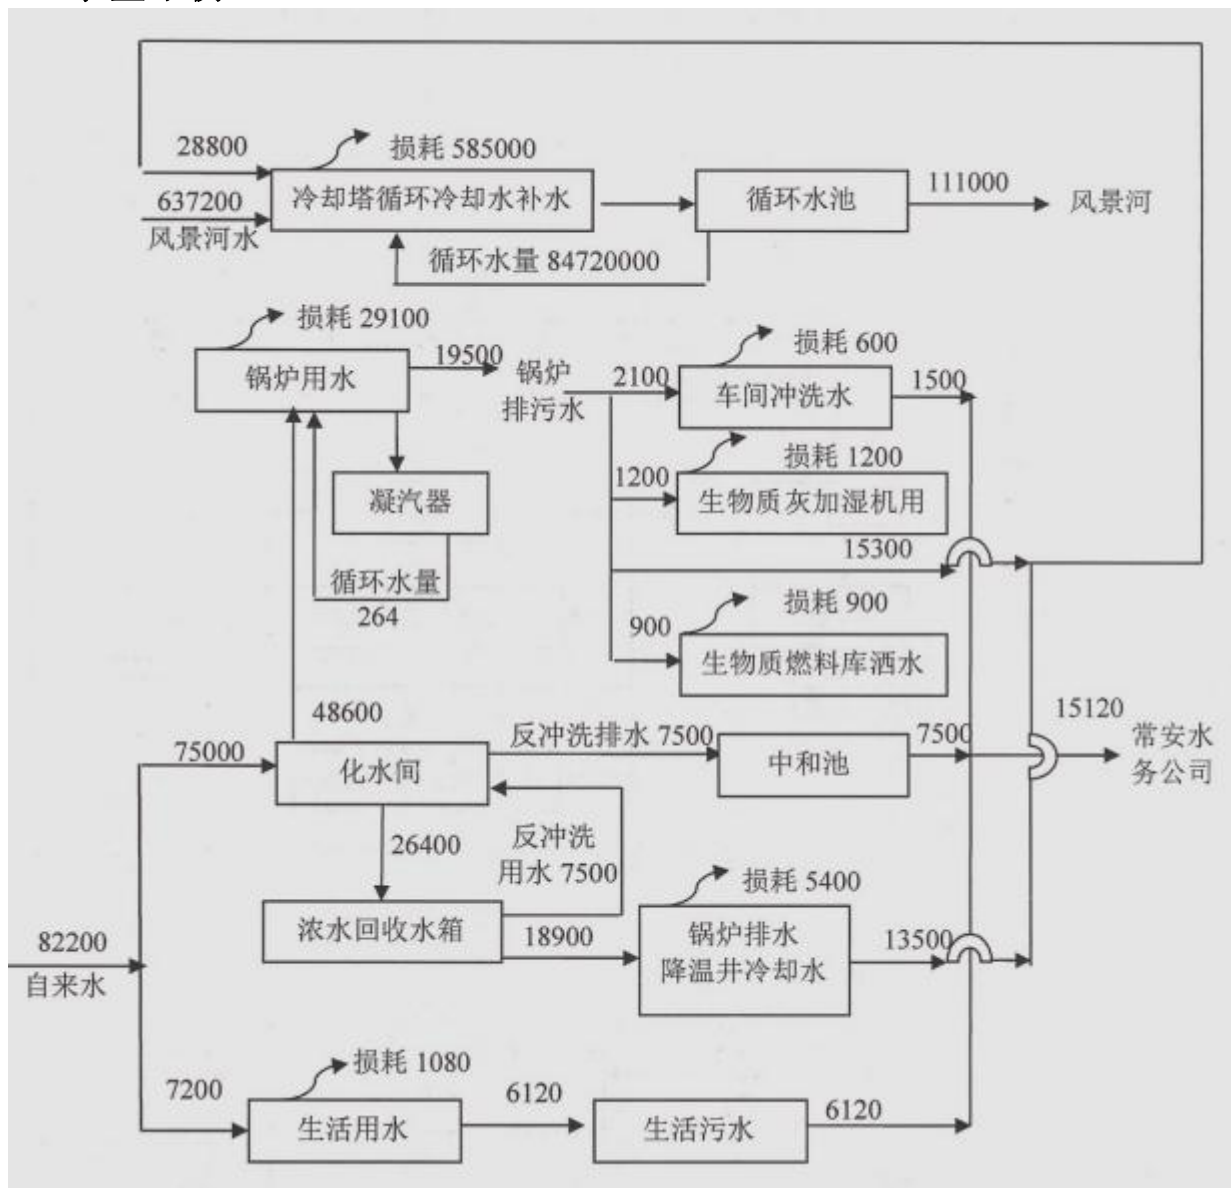 28800
损耗 585000
冷却塔循环冷却水补水
循环水池
111000
风景河
637200
风景河水
循环水量 84720000
损耗 29100
锅炉用水
19500
锅炉
排污水
2100
损耗 600
车间冲洗水
1500
凝汽器
1200
损耗 1200
生物质灰加湿机用
15300
循环水量
264
900
损耗 900
生物质燃料库洒水
48600
75000
化水间
反冲洗排水 7500
中和池
7500
15120
常安水
务公司
26400
反冲洗
用水 7500
浓水回收水箱
18900
损耗 5400
锅炉排水
降温井冷却水
13500
82200
自来水
7200
损耗 1080
生活用水
6120
生活污水
6120